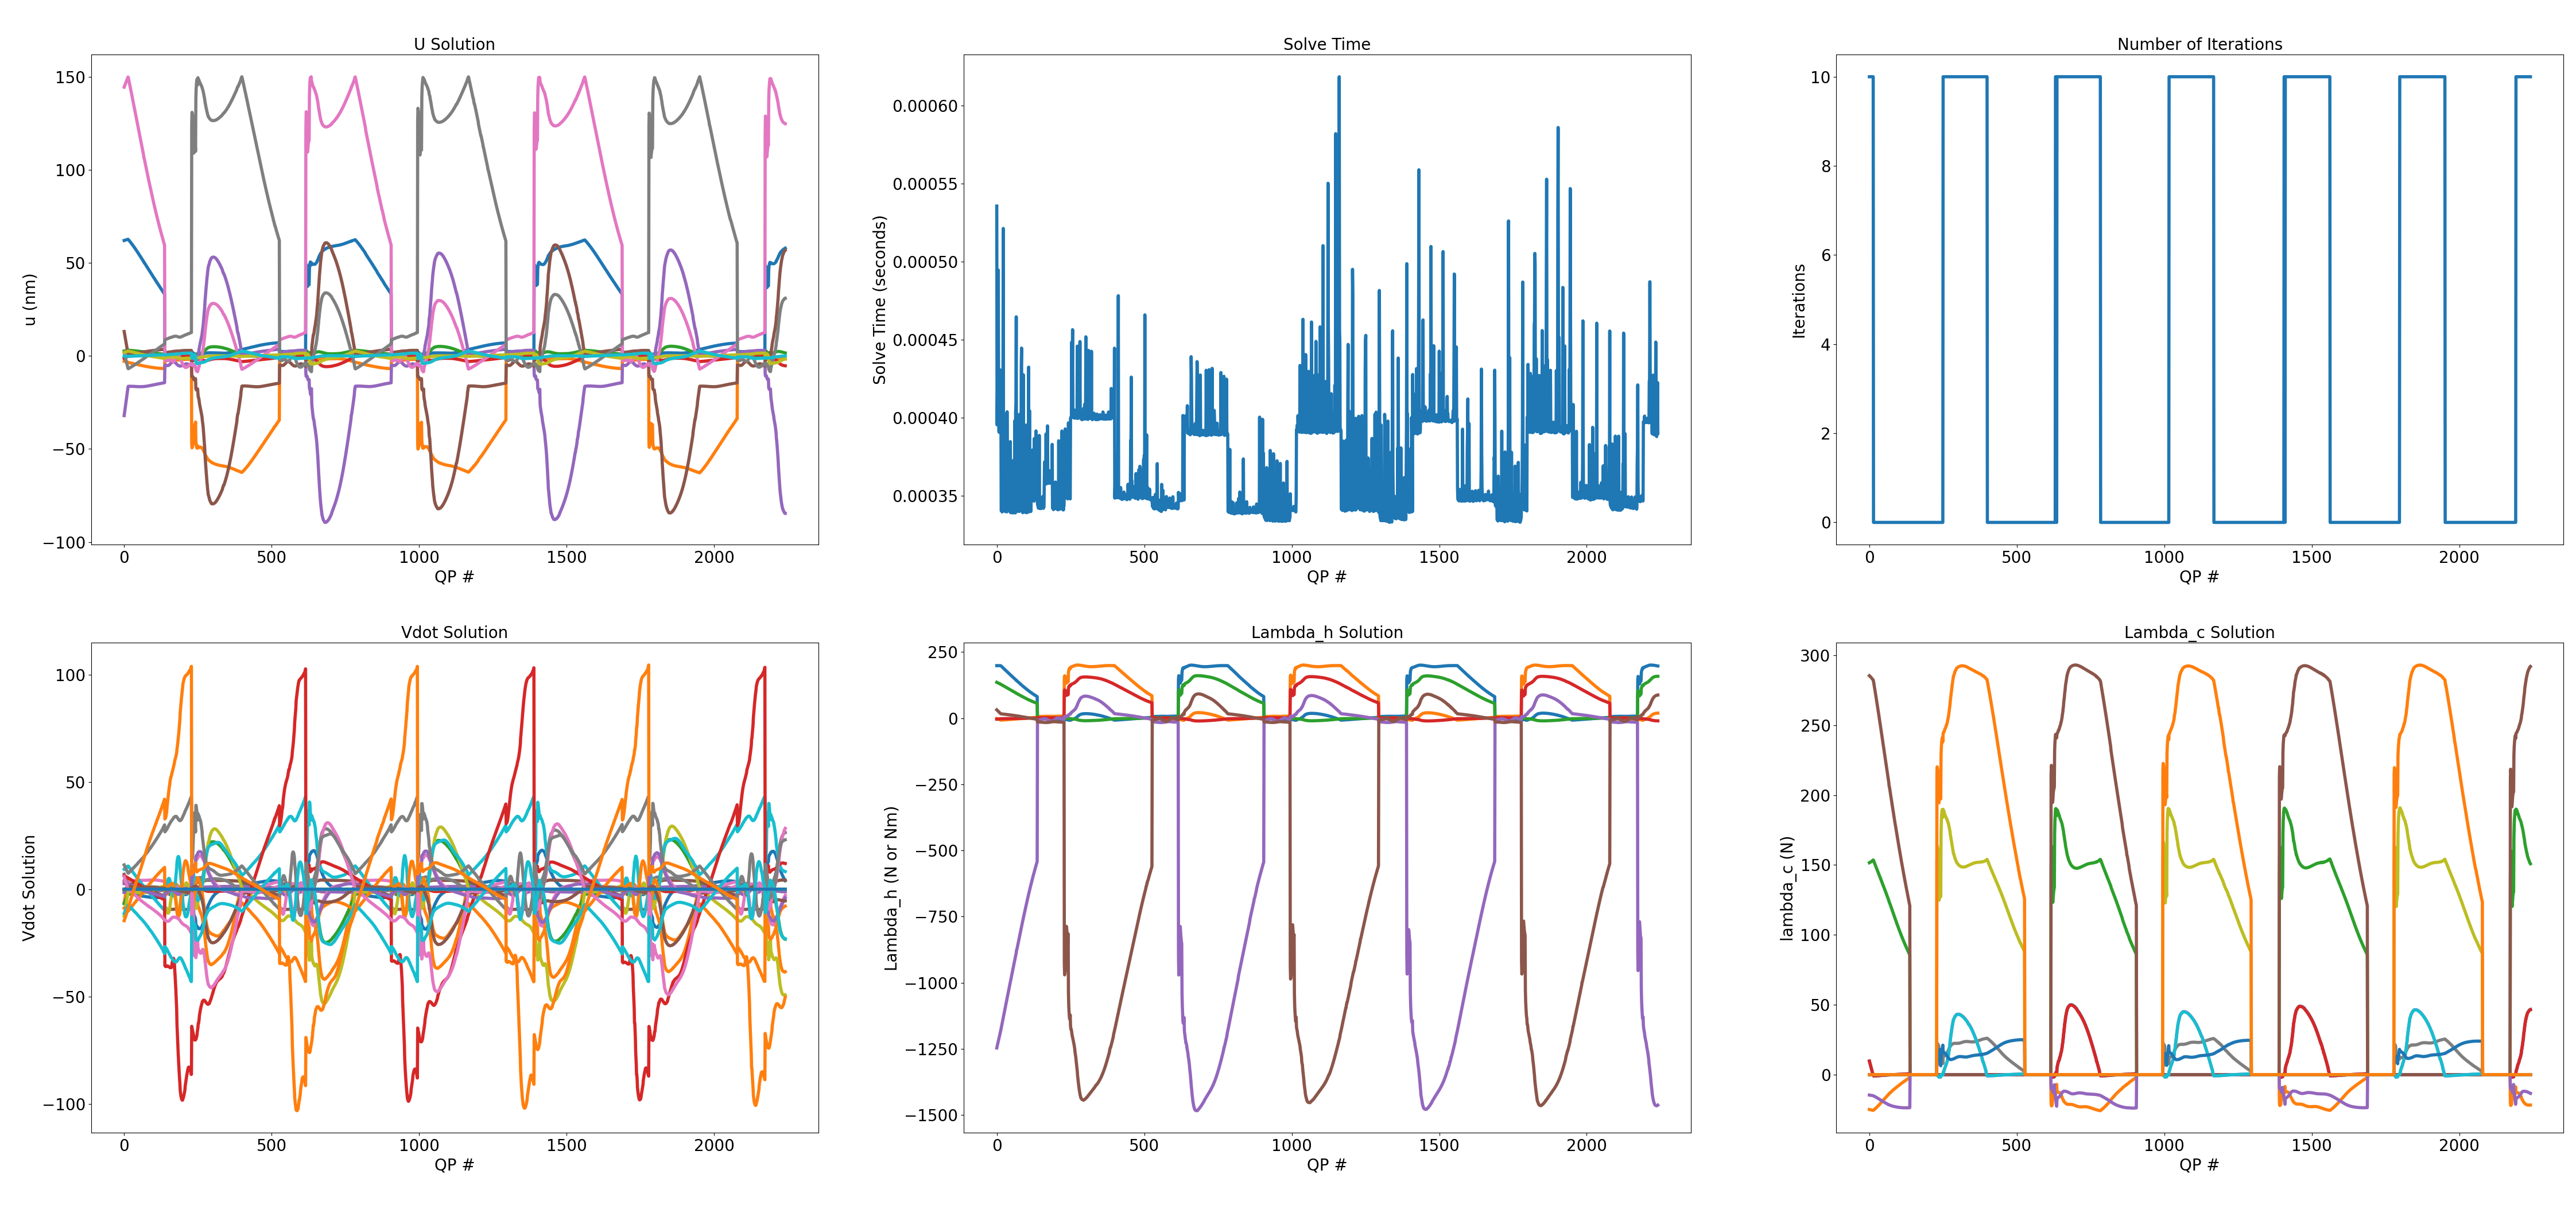 U Solution
150
100
50
0
−50
−100
u (nm)
0 500 1000 1500 2000
QP #
Solve Time
0.00060
0.00055
0.00050
0.00045
0.00040
0.00035
Solve Time (seconds)
0 500 1000 1500 2000
QP #
Number of Iterations
10
8
6
4
2
0
Iterations
0 500 1000 1500 2000
QP #
Vdot Solution
100
50
0
−50
−100
Vdot Solution
0 500 1000 1500 2000
QP #
Lambda_h Solution
250
0
−250
−500
−750
−1000
−1250
−1500
Lambda_h (N or Nm)
0 500 1000 1500 2000
QP #
Lambda_c Solution
300
250
200
150
100
50
0
lambda_c (N)
0 500 1000 1500 2000
QP #